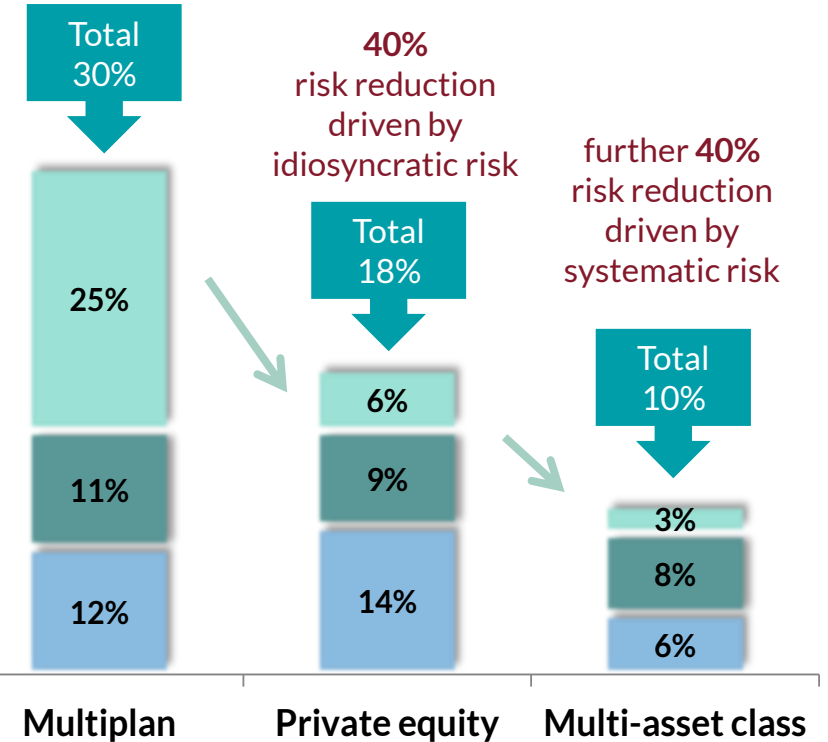 Total
30%
25%
11%
12%
Multiplan
40%
risk reduction
driven by
idiosyncratic risk
Total
18%
6%
9%
14%
Private equity
further 40%
risk reduction
driven by
systematic risk
Total
10%
3%
8%
6%
Multi-asset class